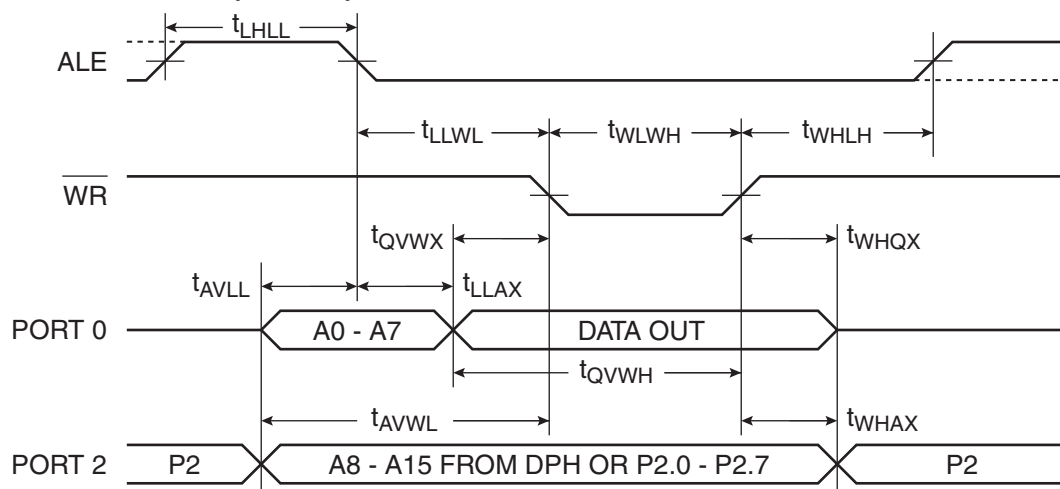 tLHLL
ALE
tLLWL tWLWH tWHLH
WR
tQVWX tWHQX
tAVLL tLLAX
PORT 0 A0 - A7 DATA OUT
tQVWH
tAVWL tWHAX
PORT 2 P2 A8 - A15 FROM DPH OR P2.0 - P2.7 P2